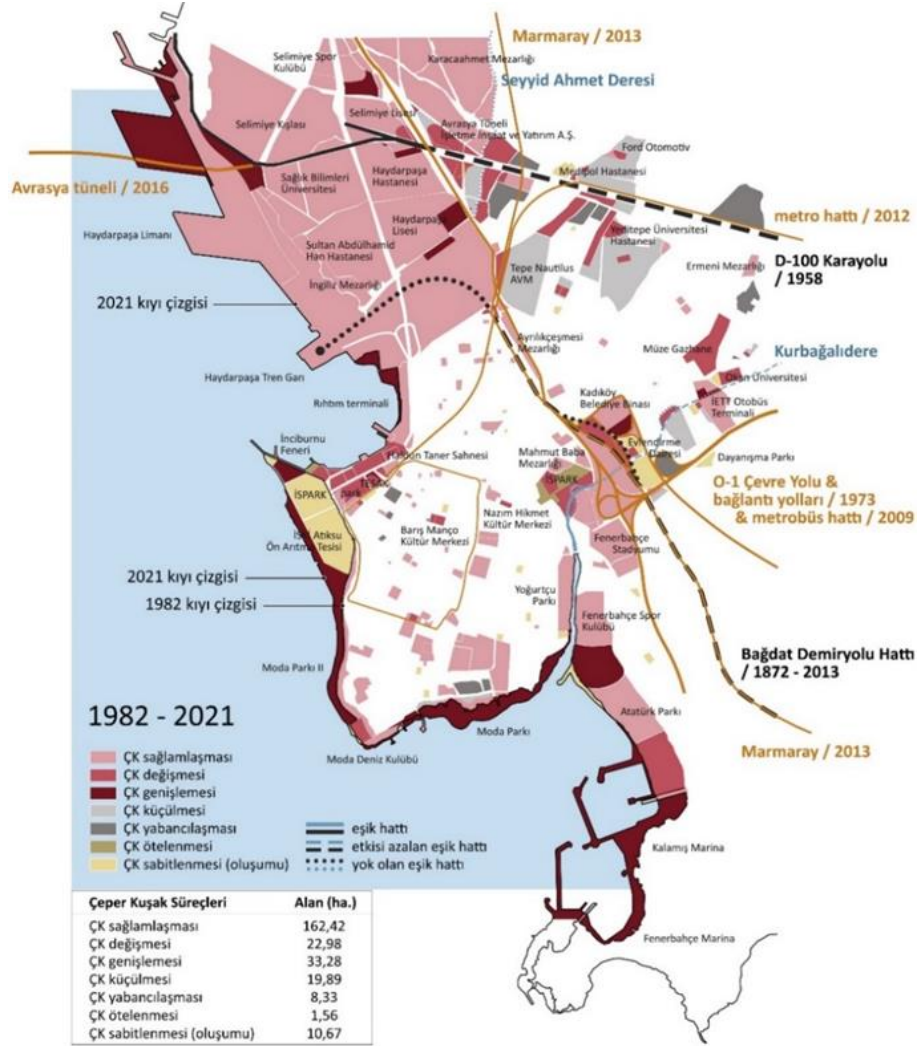 Marmaray / 2013
Selimiye Spor
Kulübü
Karacaahmet Mezarlığı
Seyyid Ahmet Deresi
Selimiye Lisesi
Selimiye Kışlası
Avrasya Tüneli
İşletme İnşaat ve Yatırım A.Ş.
Ford Otomotiv
Medipol Hastanesi
Avrasya tüneli / 2016
Sağlık Bilimleri
Üniversitesi
Haydarpaşa
Hastanesi
metro hattı / 2012
Haydarpaşa
Lisesi
Yeditepe Üniversitesi
Hastanesi
Haydarpaşa Limanı
Sultan Abdülhamid
Han Hastanesi
D-100 Karayolu
/ 1958
Tepe Nautilus
AVM
Ermeni Mezarlığı
İngiliz Mezarlığı
2021 kıyı çizgisi
Ayrılıkçeşmesi
Mezarlığı
Müze Gazhane
Kurbağalıdere
Haydarpaşa Tren Garı
Okan Üniversitesi
Rıhtım terminali
Kadıköy
Belediye Binası
İETT Otobüs
Terminali
İnciburnu
Feneri
Haldun Taner Sahnesi
Evlendirme
Dairesi
Mahmut Baba
Mezarlığı
Dayanışma Parkı
İSPARK
park
İSPARK
O-1 Çevre Yolu &
bağlantı yolları / 1973
& metrobüs hattı / 2009
Nazım Hikmet
Kültür Merkezi
Barış Manço
Kültür Merkezi
Atıksu
Ön Arıtma Tesisi
Fenerbahçe
Stadyumu
2021 kıyı çizgisi
1982 kıyı çizgisi
Yoğurtçu
Parkı
Fenerbahçe Spor
Kulübü
Moda Parkı II
Bağdat Demiryolu Hattı
/ 1872 - 2013
Atatürk Parkı
Moda Parkı
Marmaray / 2013
Moda Deniz Kulübü
Kalamış Marina
Fenerbahçe Marina
1982 - 2021
ÇK sağlamlaşması
ÇK değişmesi
ÇK genişlemesi
ÇK küçülmesi
ÇK yabancılaşması
ÇK ötelenmesi
ÇK sabitlenmesi (oluşumu)
eşik hattı
etkisi azalan eşik hattı
yok olan eşik hattı
Çeper Kuşak Süreçleri Alan (ha.)
ÇK sağlamlaşması 162,42
ÇK değişmesi 22,98
ÇK genişlemesi 33,28
ÇK küçülmesi 19,89
ÇK yabancılaşması 8,33
ÇK ötelenmesi 1,56
ÇK sabitlenmesi (oluşumu) 10,67